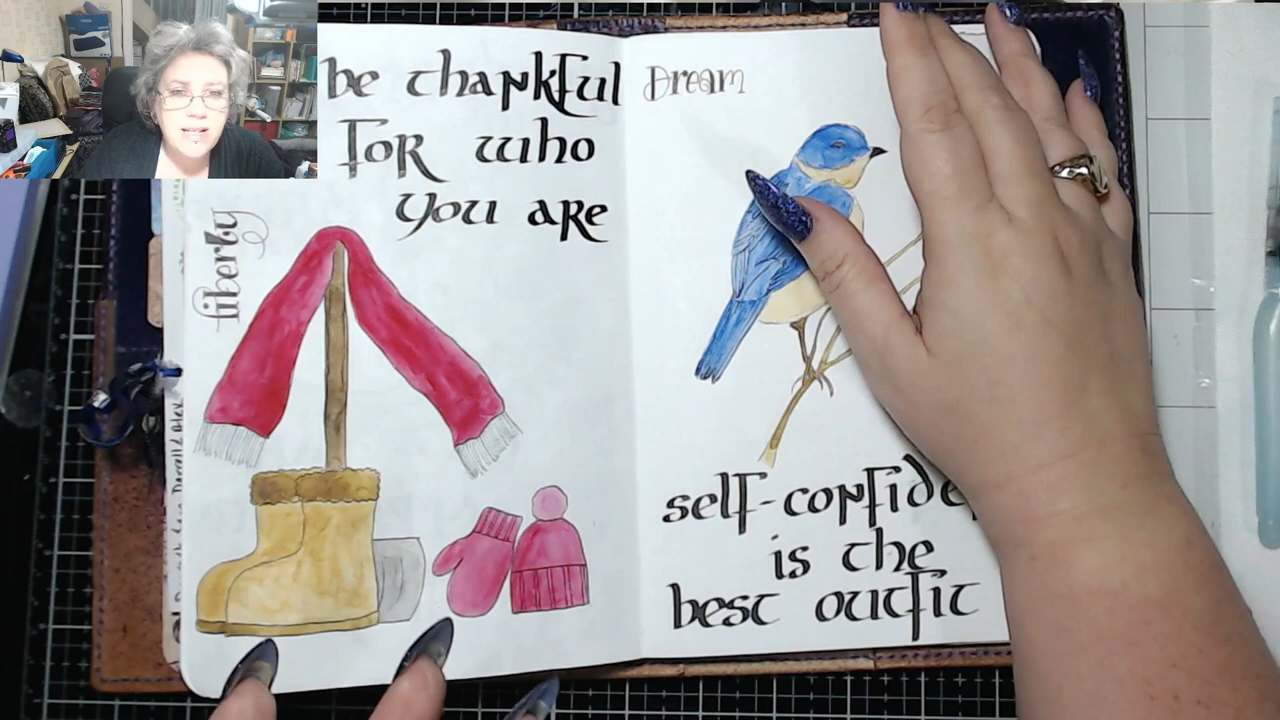 be thankful
for who
you are
liberty
Dream
self-confide
is the
best outfit